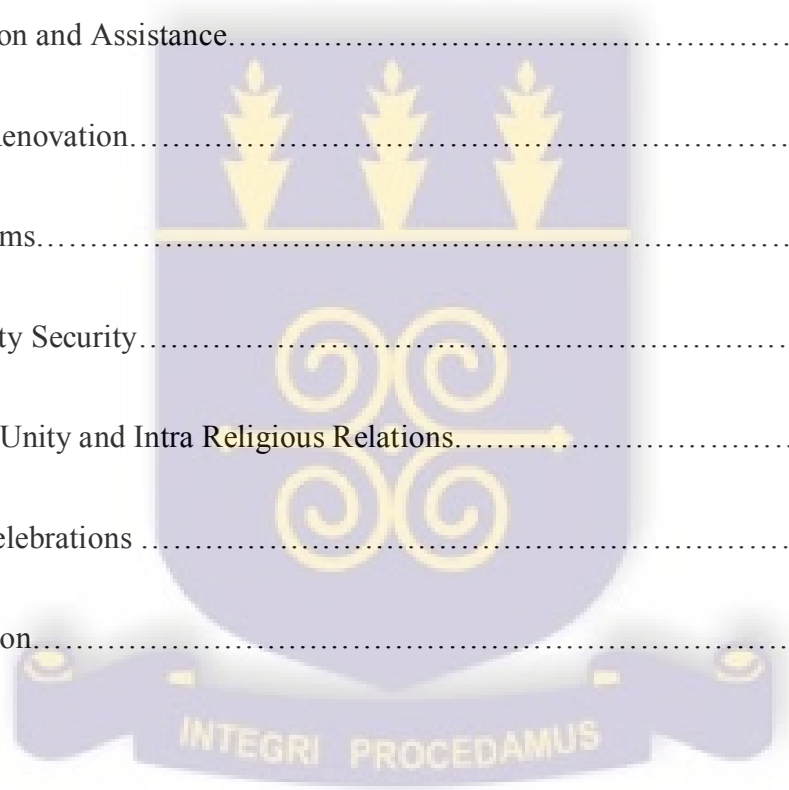 on and Assistance……………………………………………
enovation……………………………………………………
ms……………………………………………………………
ty Security……………………………………………………
Unity and Intra Religious Relations…………………………
elebrations ……………………………………………………
on……………………………………………………………
INTEGRI PROCEDAMUS